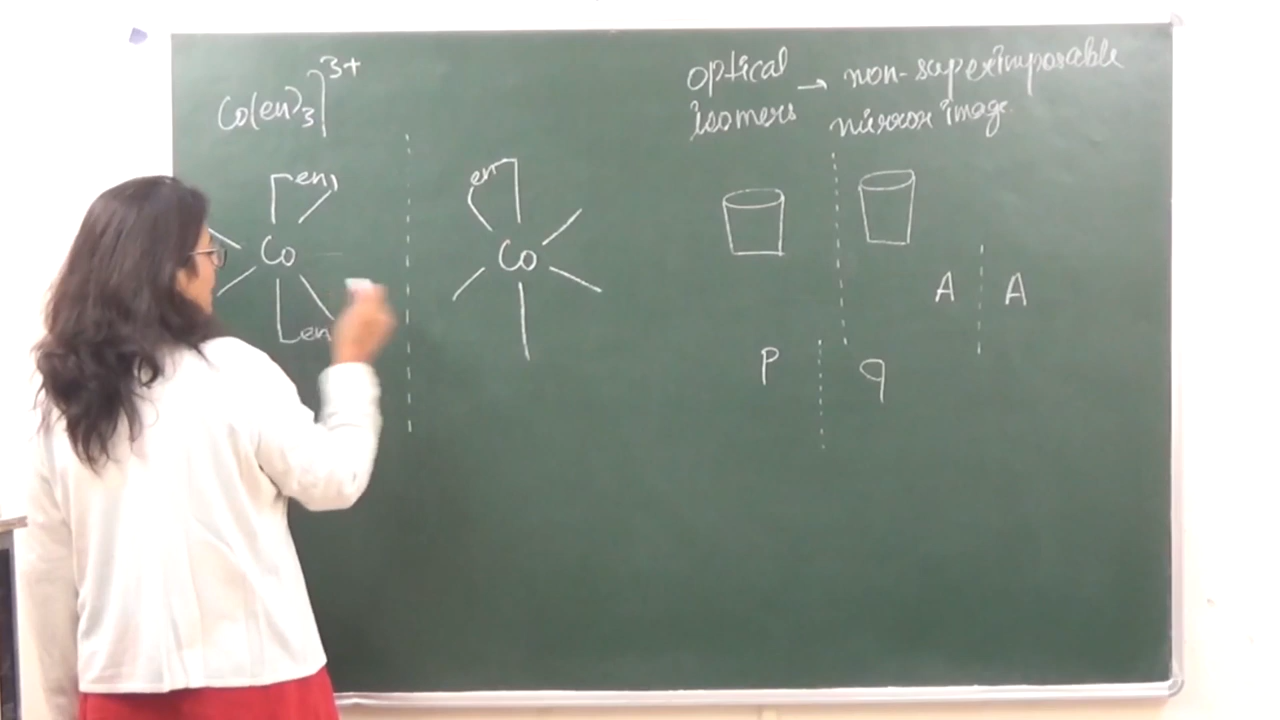 Co(en)3]3+
en
Co
en
en
Co
optical → non-superimposable
isomers mirror image.
A A
P q